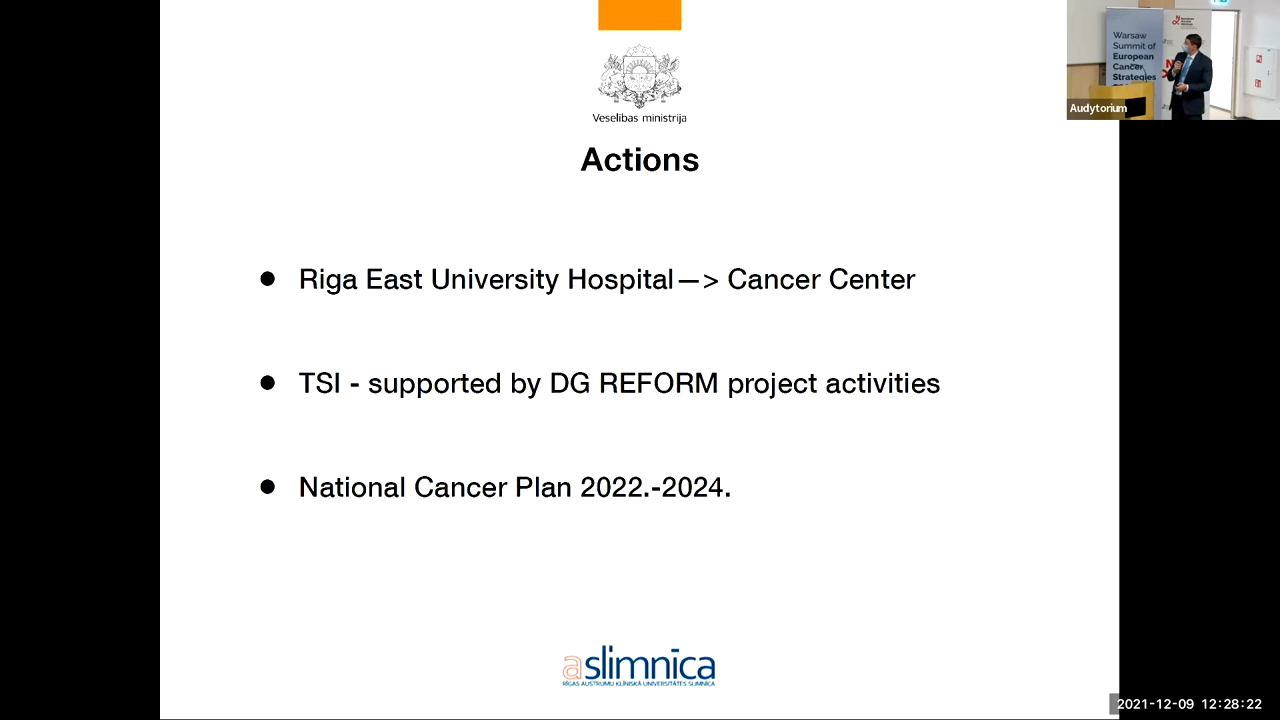 Veselības ministrija
Actions
● Riga East University Hospital —> Cancer Center
● TSI - supported by DG REFORM project activities
● National Cancer Plan 2022.-2024.
aslimnīca
RĪGAS AUSTRUMU KLĪNISKĀ UNIVERSITĀTES SLIMNĪCA
Warsaw
Summit of
European
Cancer
Strategies
Audytorium
2021-12-09 12:28:22